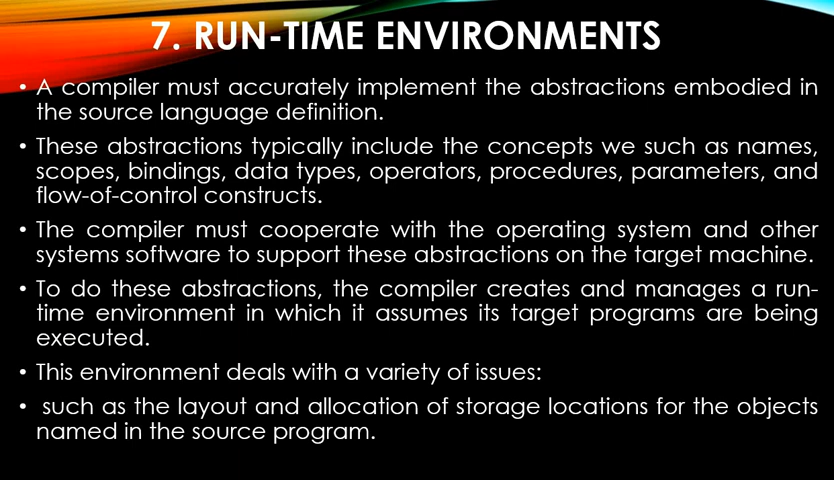 7. RUN-TIME ENVIRONMENTS
• A compiler must accurately implement the abstractions embodied in
the source language definition.
• These abstractions typically include the concepts we such as names,
scopes, bindings, data types, operators, procedures, parameters, and
flow-of-control constructs.
• The compiler must cooperate with the operating system and other
systems software to support these abstractions on the target machine.
• To do these abstractions, the compiler creates and manages a run-
time environment in which it assumes its target programs are being
executed.
• This environment deals with a variety of issues:
• such as the layout and allocation of storage locations for the objects
named in the source program.